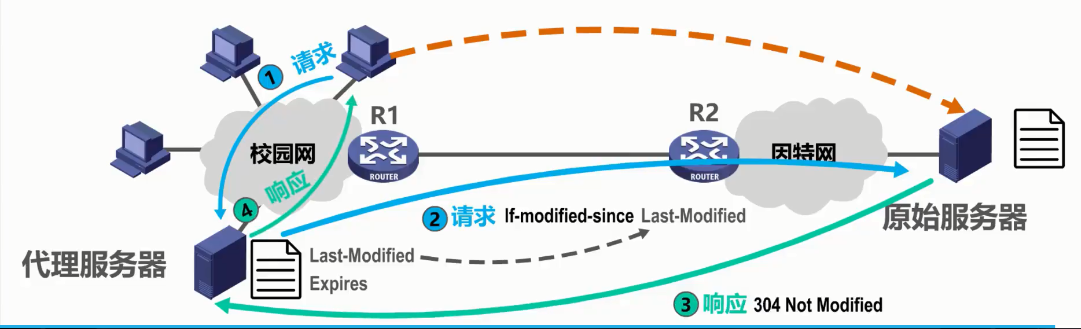 1 请求
R1
R2
校园网
ROUTER
ROUTER
因特网
4 响应
2 请求 If-modified-since Last-Modified
原始服务器
代理服务器
Last-Modified
Expires
3 响应 304 Not Modified